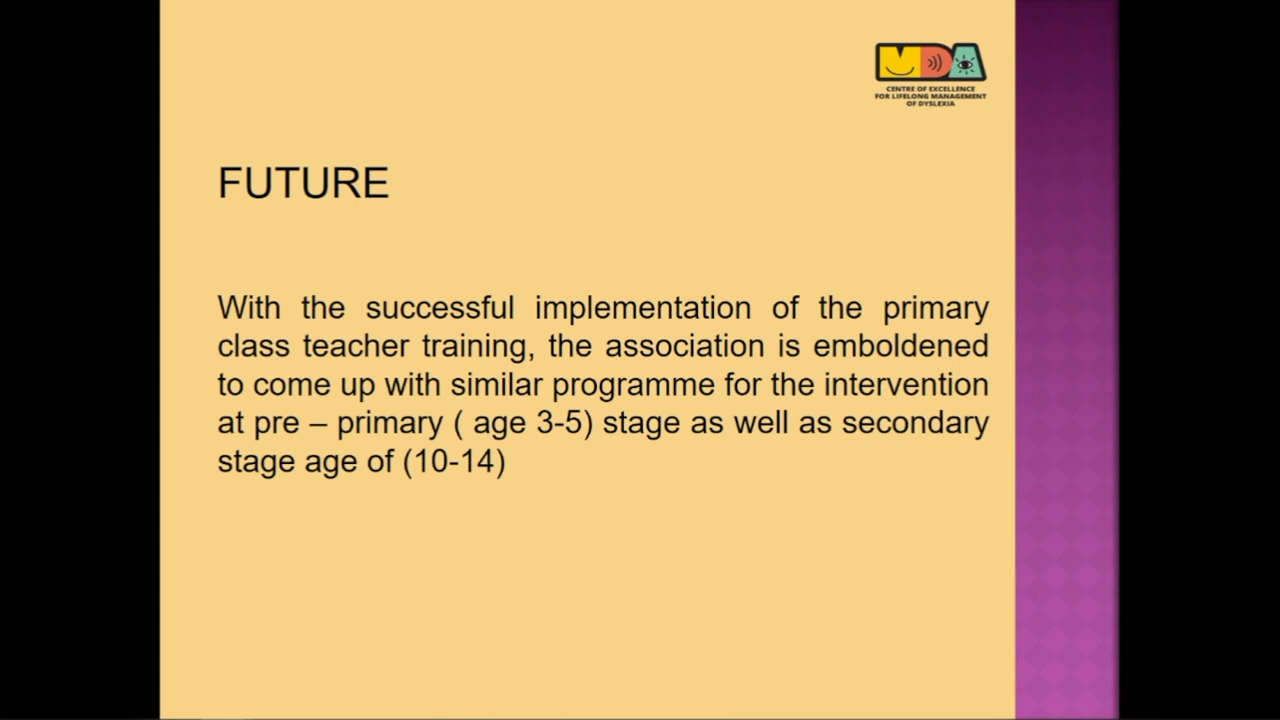 MDA
CENTRE OF EXCELLENCE
FOR LIFELONG MANAGEMENT
OF DYSLEXIA
FUTURE
With the successful implementation of the primary
class teacher training, the association is emboldened
to come up with similar programme for the intervention
at pre – primary ( age 3-5) stage as well as secondary
stage age of (10-14)